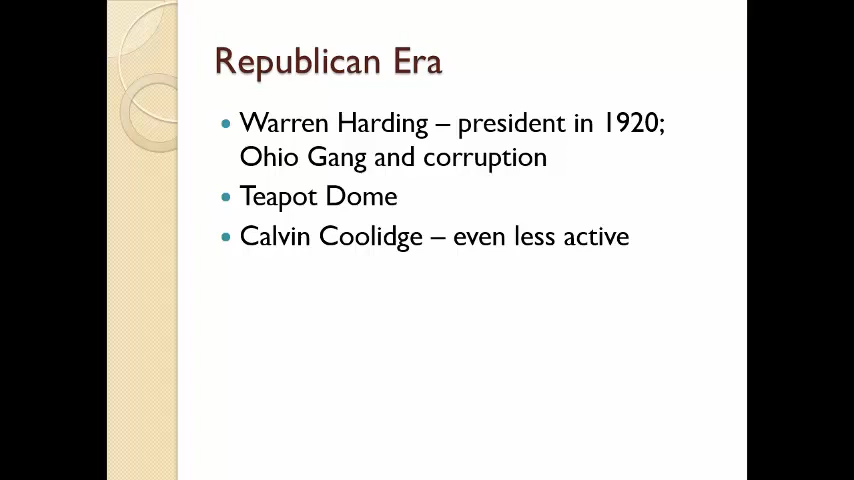 Republican Era
• Warren Harding – president in 1920;
Ohio Gang and corruption
• Teapot Dome
• Calvin Coolidge – even less active